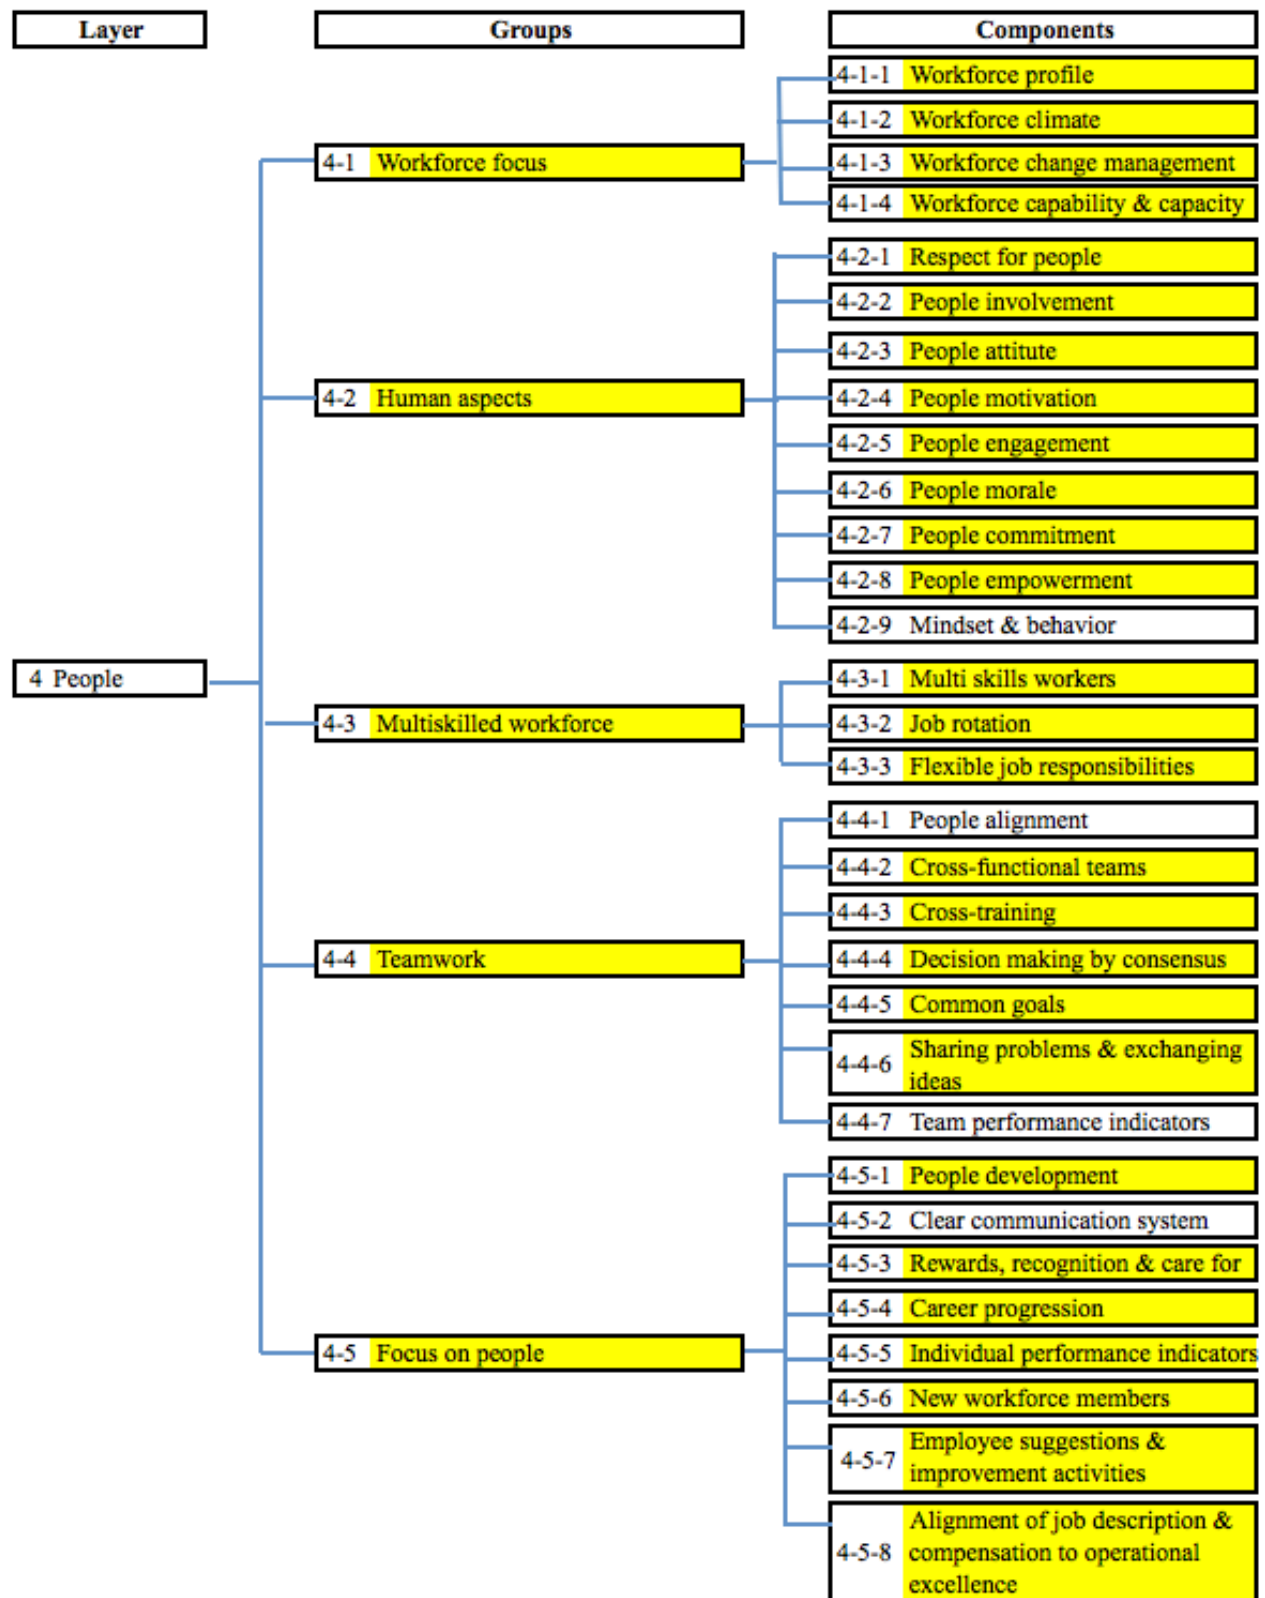 Layer
Groups
Components
4-1-1 Workforce profile
4-1-2 Workforce climate
4-1 Workforce focus
4-1-3 Workforce change management
4-1-4 Workforce capability & capacity
4-2-1 Respect for people
4-2-2 People involvement
4-2-3 People attitute
4-2 Human aspects
4-2-4 People motivation
4-2-5 People engagement
4-2-6 People morale
4-2-7 People commitment
4-2-8 People empowerment
4-2-9 Mindset & behavior
4 People
4-3-1 Multi skills workers
4-3 Multiskilled workforce
4-3-2 Job rotation
4-3-3 Flexible job responsibilities
4-4-1 People alignment
4-4-2 Cross-functional teams
4-4-3 Cross-training
4-4 Teamwork
4-4-4 Decision making by consensus
4-4-5 Common goals
4-4-6 Sharing problems & exchanging
ideas
4-4-7 Team performance indicators
4-5-1 People development
4-5-2 Clear communication system
4-5-3 Rewards, recognition & care for
4-5-4 Career progression
4-5 Focus on people
4-5-5 Individual performance indicators
4-5-6 New workforce members
4-5-7 Employee suggestions &
improvement activities
4-5-8 Alignment of job description &
compensation to operational
excellence